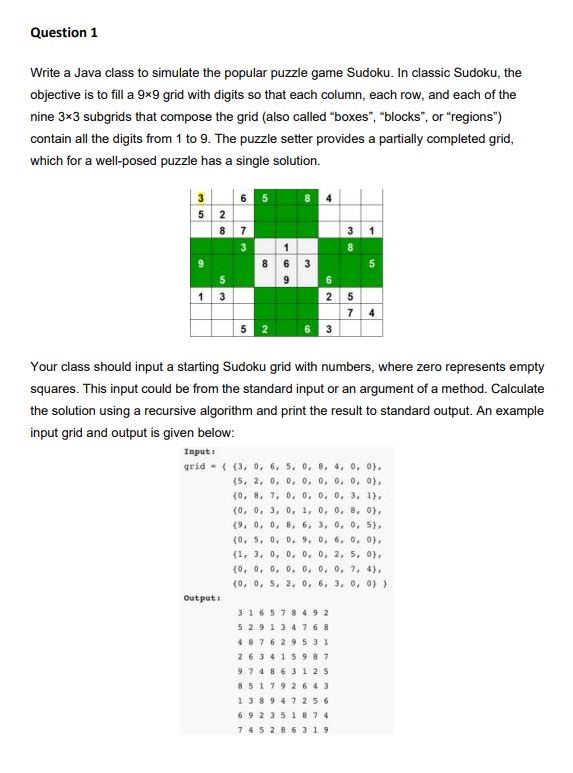 Question 1
Write a Java class to simulate the popular puzzle game Sudoku. In classic Sudoku, the
objective is to fill a 9×9 grid with digits so that each column, each row, and each of the
nine 3×3 subgrids that compose the grid (also called "boxes", "blocks", or "regions")
contain all the digits from 1 to 9. The puzzle setter provides a partially completed grid,
which for a well-posed puzzle has a single solution.
3 6 5 8 4
5 2
8 7 3 1
3 1 8
9 8 6 3 5
5 9 6
1 3 2 5
7 4
5 2 6 3
Your class should input a starting Sudoku grid with numbers, where zero represents empty
squares. This input could be from the standard input or an argument of a method. Calculate
the solution using a recursive algorithm and print the result to standard output. An example
input grid and output is given below:
Input:
grid = { {3, 0, 6, 5, 0, 8, 4, 0, 0},
{5, 2, 0, 0, 0, 0, 0, 0, 0},
{0, 8, 7, 0, 0, 0, 0, 3, 1},
{0, 0, 3, 0, 1, 0, 0, 8, 0},
{9, 0, 0, 8, 6, 3, 0, 0, 5},
{0, 5, 0, 0, 9, 0, 6, 0, 0},
{1, 3, 0, 0, 0, 0, 2, 5, 0},
{0, 0, 0, 0, 0, 0, 0, 7, 4},
{0, 0, 5, 2, 0, 6, 3, 0, 0} }
Output:
3 1 6 5 7 8 4 9 2
5 2 9 1 3 4 7 6 8
4 8 7 6 2 9 5 3 1
2 6 3 4 1 5 9 8 7
9 7 4 8 6 3 1 2 5
8 5 1 7 9 2 6 4 3
1 3 8 9 4 7 2 5 6
6 9 2 3 5 1 8 7 4
7 4 5 2 8 6 3 1 9